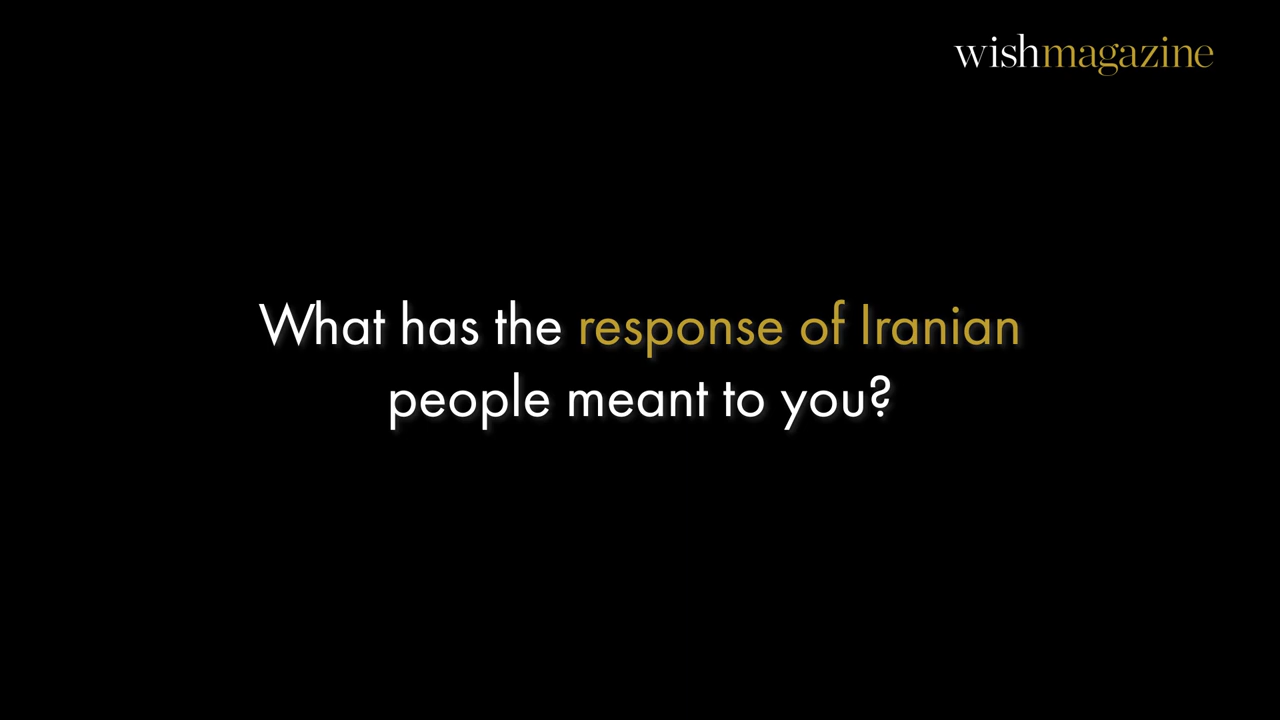 wishmagazine
What has the response of Iranian
people meant to you?